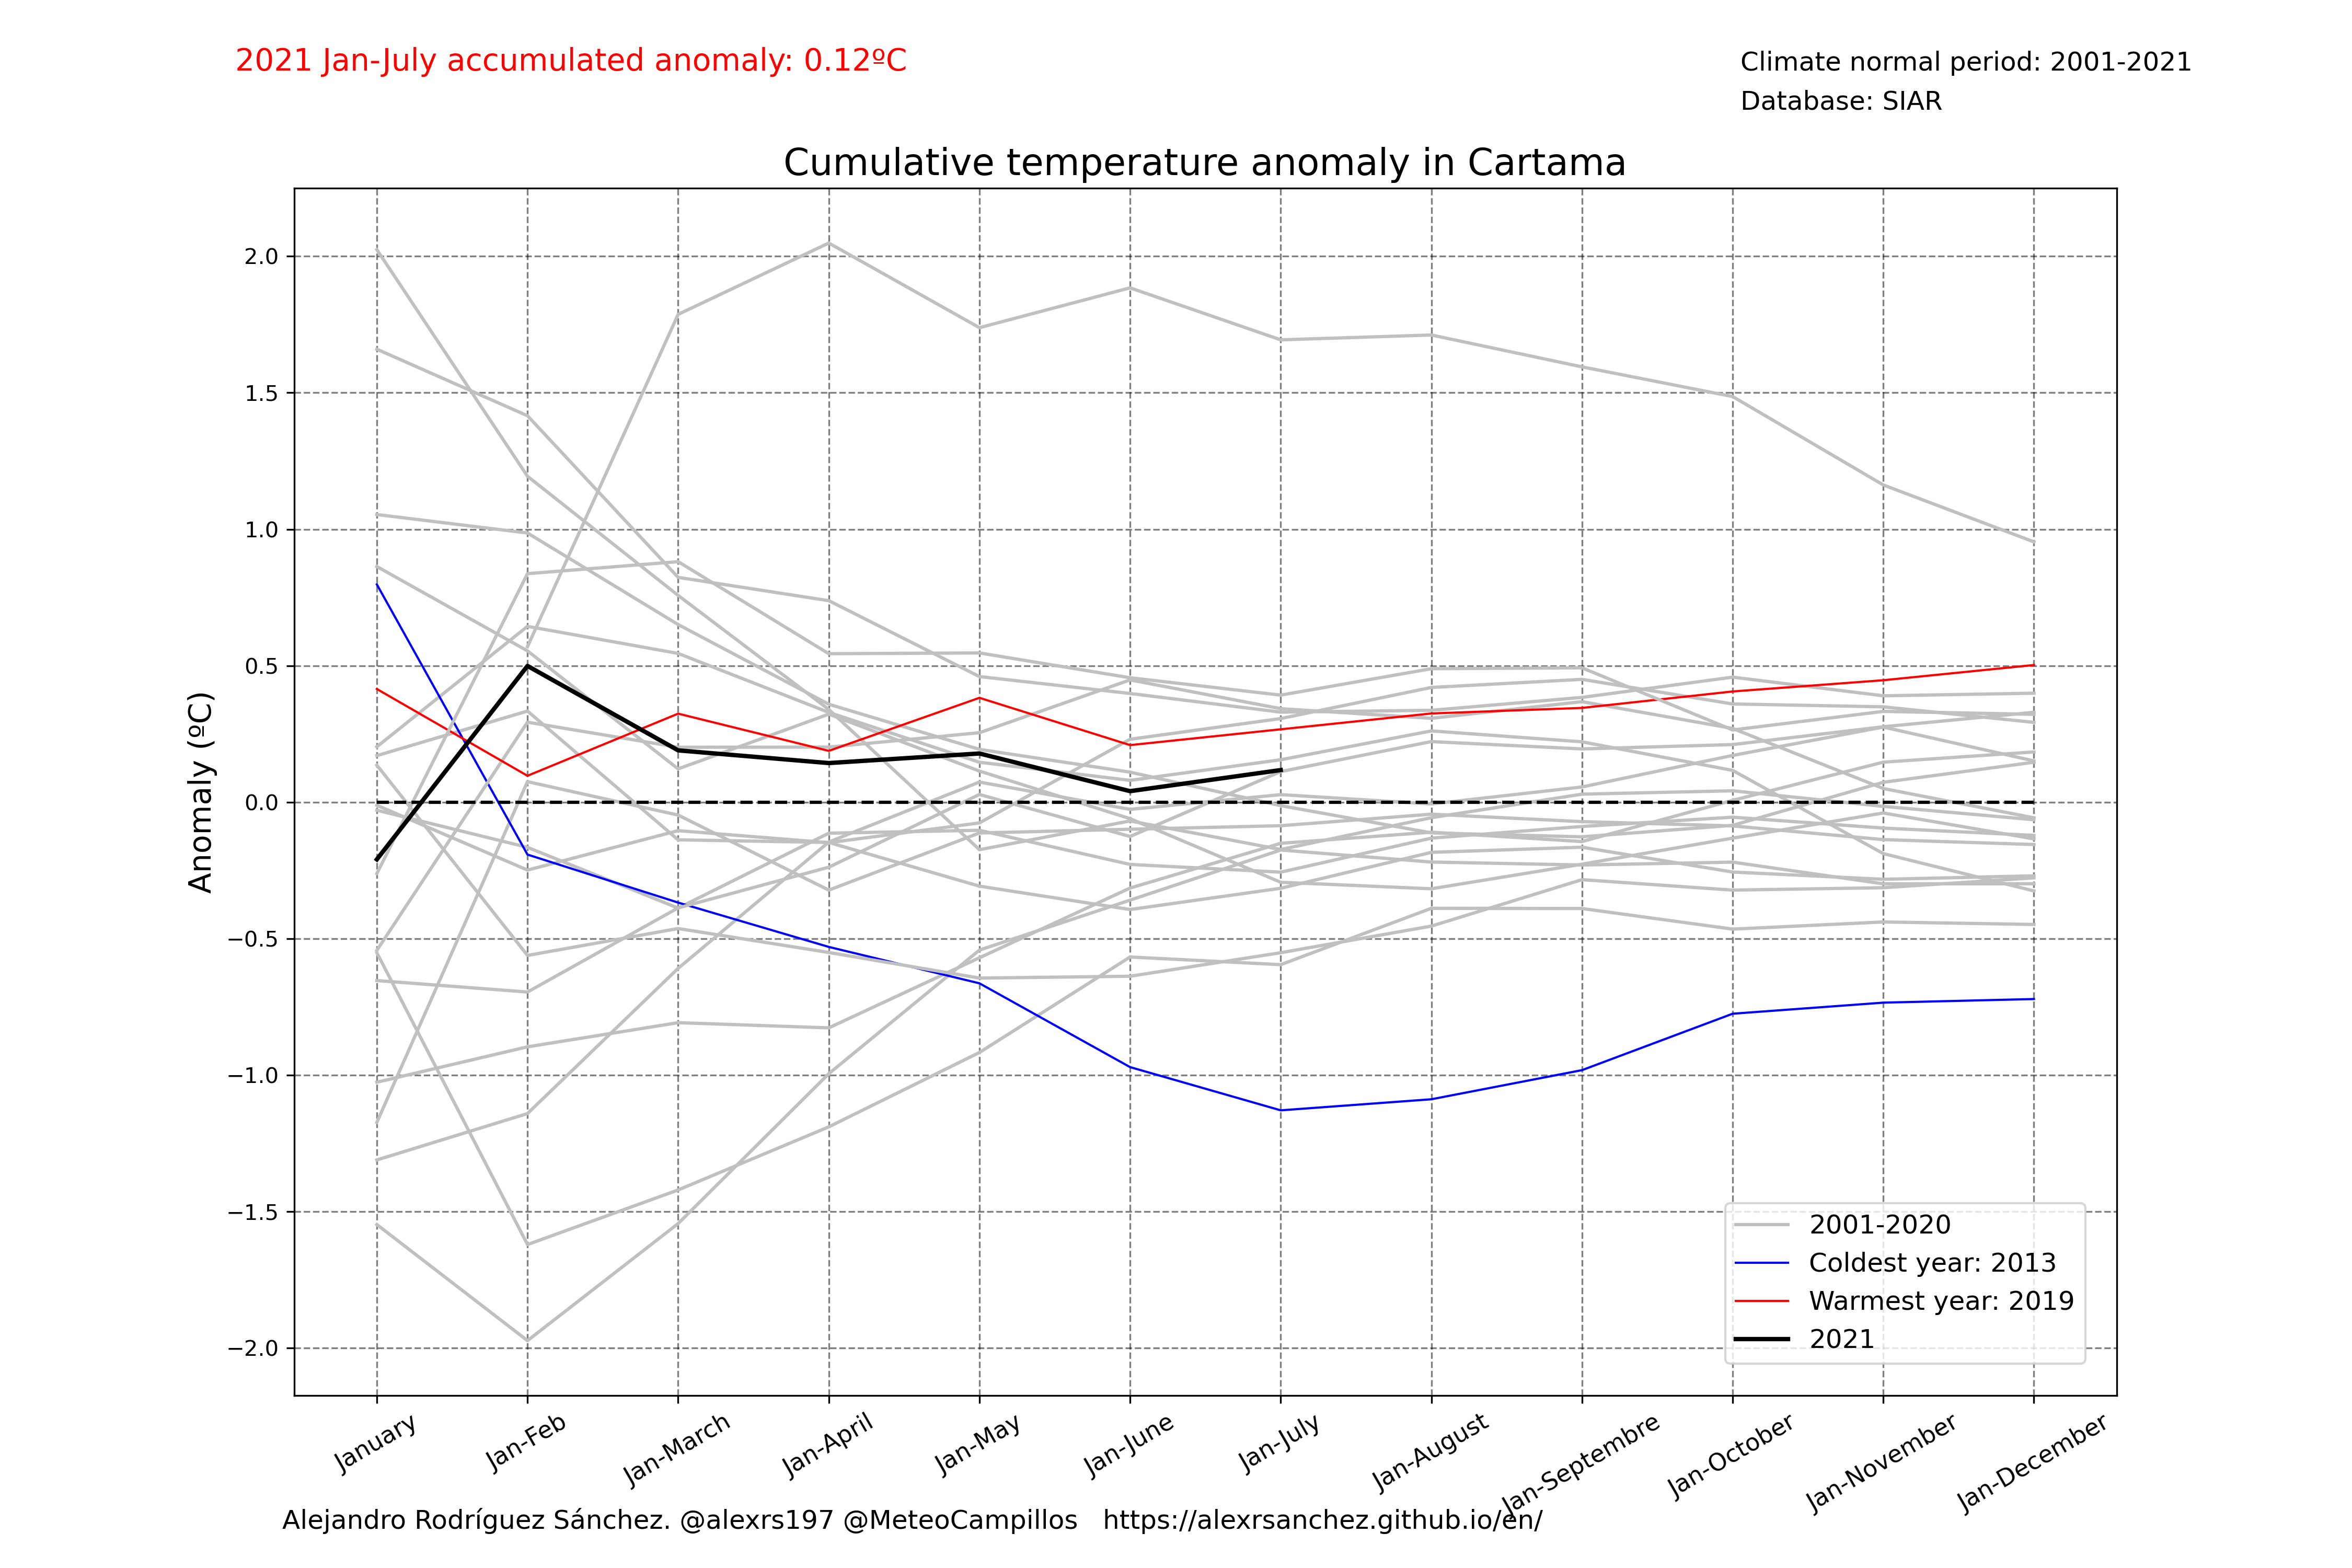 2021 Jan-July accumulated anomaly: 0.12ºC
Climate normal period: 2001-2021
Database: SIAR
Cumulative temperature anomaly in Cartama
Anomaly (ºC)
2.0
1.5
1.0
0.5
0.0
−0.5
−1.0
−1.5
−2.0
2001-2020
Coldest year: 2013
Warmest year: 2019
2021
January
Jan-Feb
Jan-March
Jan-April
Jan-May
Jan-June
Jan-July
Jan-August
Jan-Septembre
Jan-October
Jan-November
Jan-December
Alejandro Rodríguez Sánchez. @alexrs197 @MeteoCampillos   https://alexrsanchez.github.io/en/